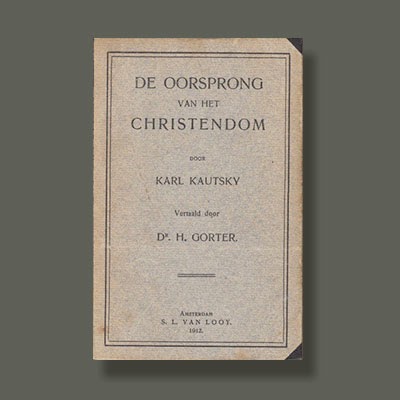 DE OORSPRONG
VAN HET
CHRISTENDOM
DOOR
KARL KAUTSKY
Vertaald door
DR. H. GORTER.
AMSTERDAM
S. L. VAN LOOY.
1912.